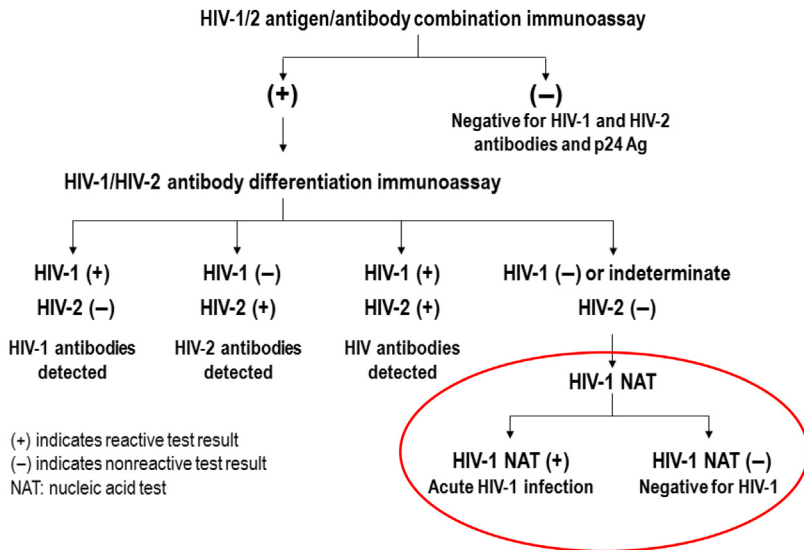 HIV-1/2 antigen/antibody combination immunoassay
(+)
(–)
Negative for HIV-1 and HIV-2
antibodies and p24 Ag
HIV-1/HIV-2 antibody differentiation immunoassay
HIV-1 (+)
HIV-2 (–)
HIV-1 antibodies
detected
HIV-1 (–)
HIV-2 (+)
HIV-2 antibodies
detected
HIV-1 (+)
HIV-2 (+)
HIV antibodies
detected
HIV-1 (–) or indeterminate
HIV-2 (–)
HIV-1 NAT
HIV-1 NAT (+)
Acute HIV-1 infection
HIV-1 NAT (–)
Negative for HIV-1
(+) indicates reactive test result
(–) indicates nonreactive test result
NAT: nucleic acid test